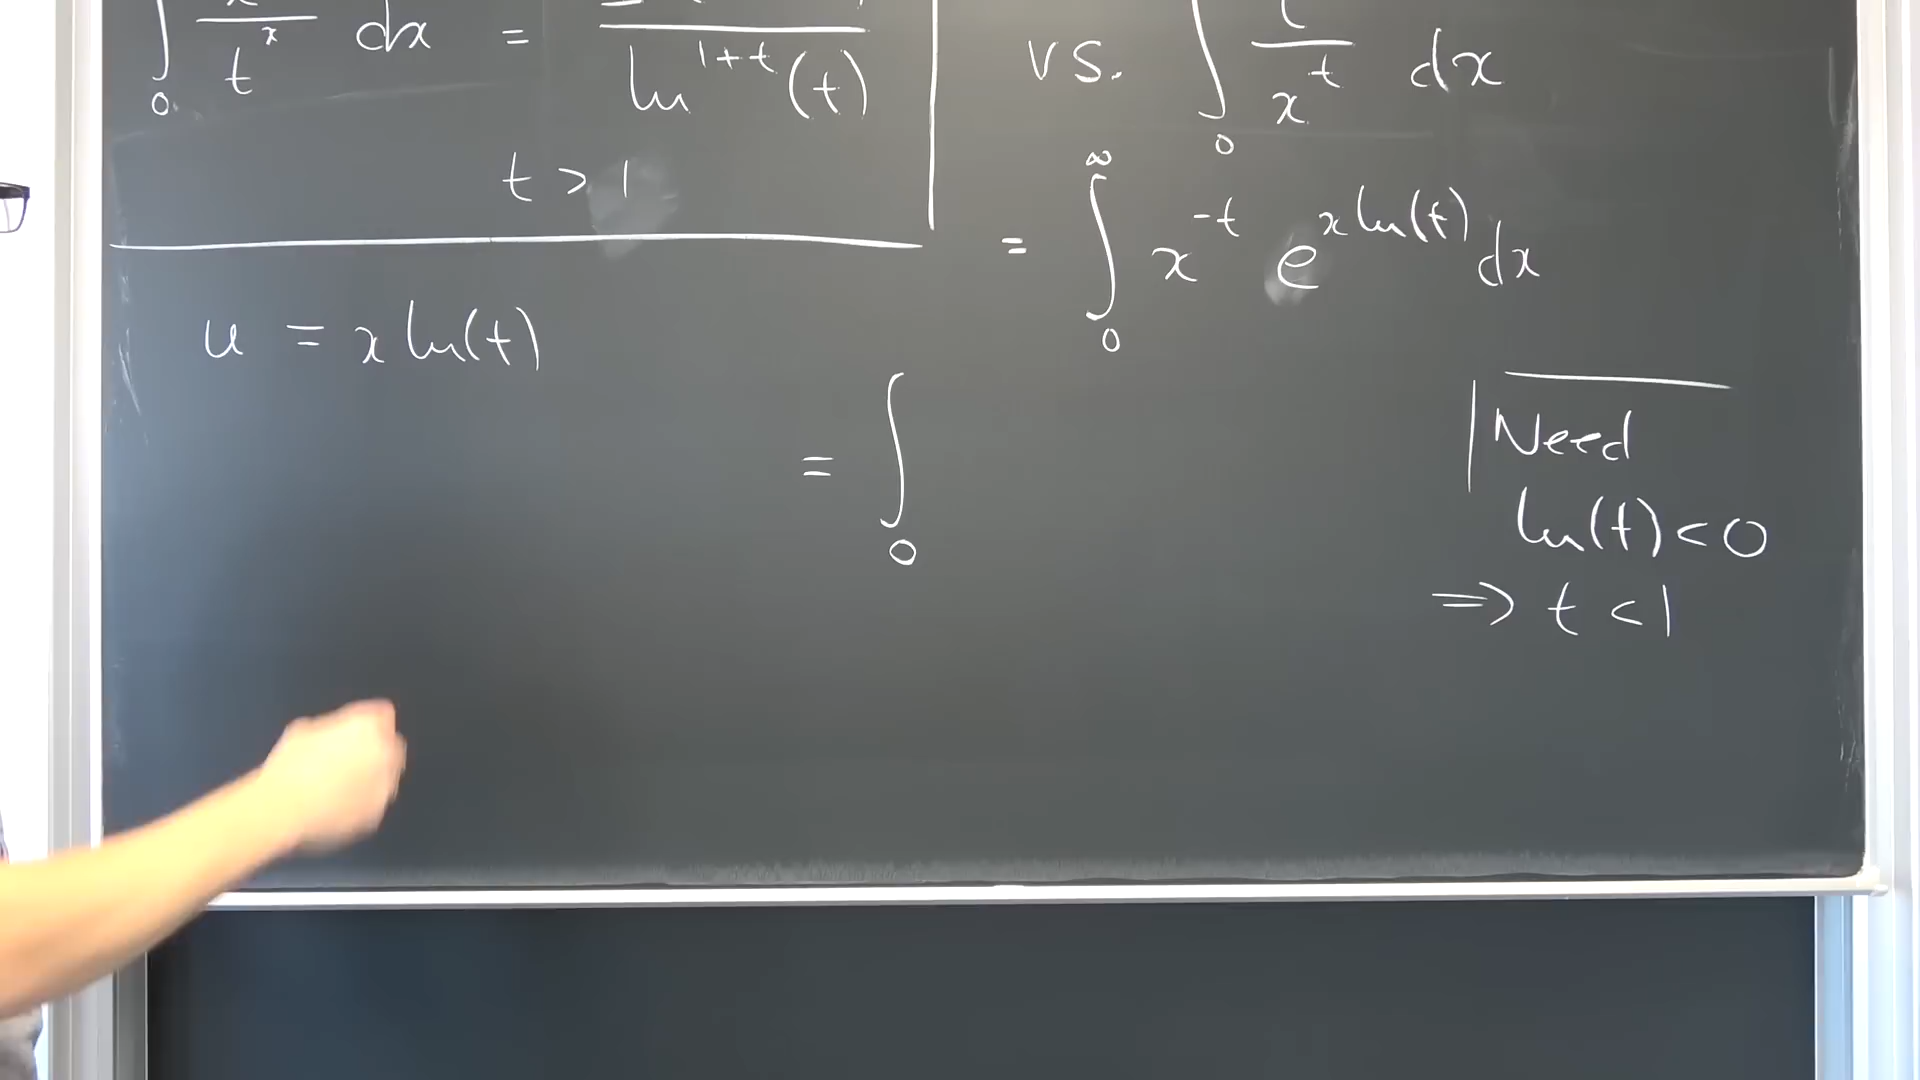 ∫₀ / t^x dx = / ln^{1+t}(t)
t > 1
u = x ln(t)
vs. ∫₀ t / x^t dx
= ∫₀^∞ x^{-t} e^{x ln(t)} dx
= ∫₀
Need
ln(t) < 0
⇒ t < 1